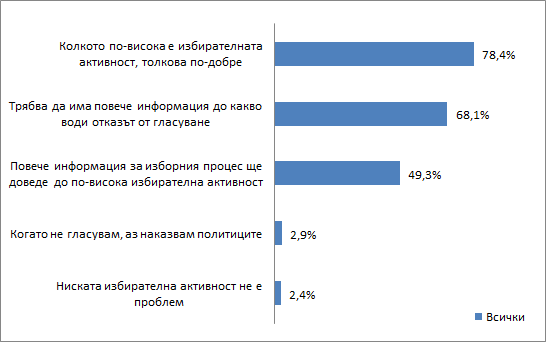 Колкото по-висока е избирателната
активност, толкова по-добре
78,4%
Трябва да има повече информация до какво
води отказът от гласуване
68,1%
Повече информация за изборния процес ще
доведе до по-висока избирателна активност
49,3%
Когато не гласувам, аз наказвам политиците
2,9%
Ниската избирателна активност не е
проблем
2,4%
Всички